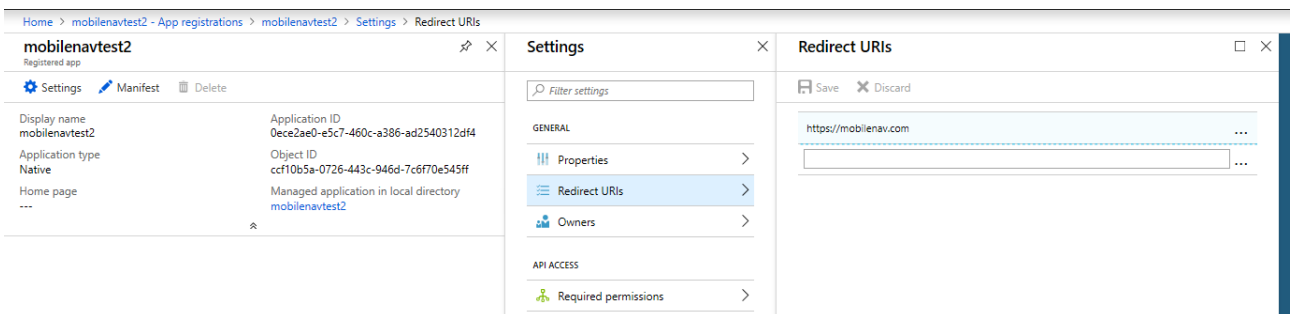 Home > mobilenavtest2 - App registrations > mobilenavtest2 > Settings > Redirect URIs
mobilenavtest2
Registered app
Settings Manifest Delete
Display name
mobilenavtest2
Application ID
0ece2ae0-e5c7-460c-a386-ad2540312df4
Application type
Native
Object ID
ccf10b5a-0726-443c-946d-7c6f70e545ff
Home page
---
Managed application in local directory
mobilenavtest2
Settings
Filter settings
GENERAL
Properties
Redirect URIs
Owners
API ACCESS
Required permissions
Redirect URIs
Save Discard
https://mobilenav.com ...
...